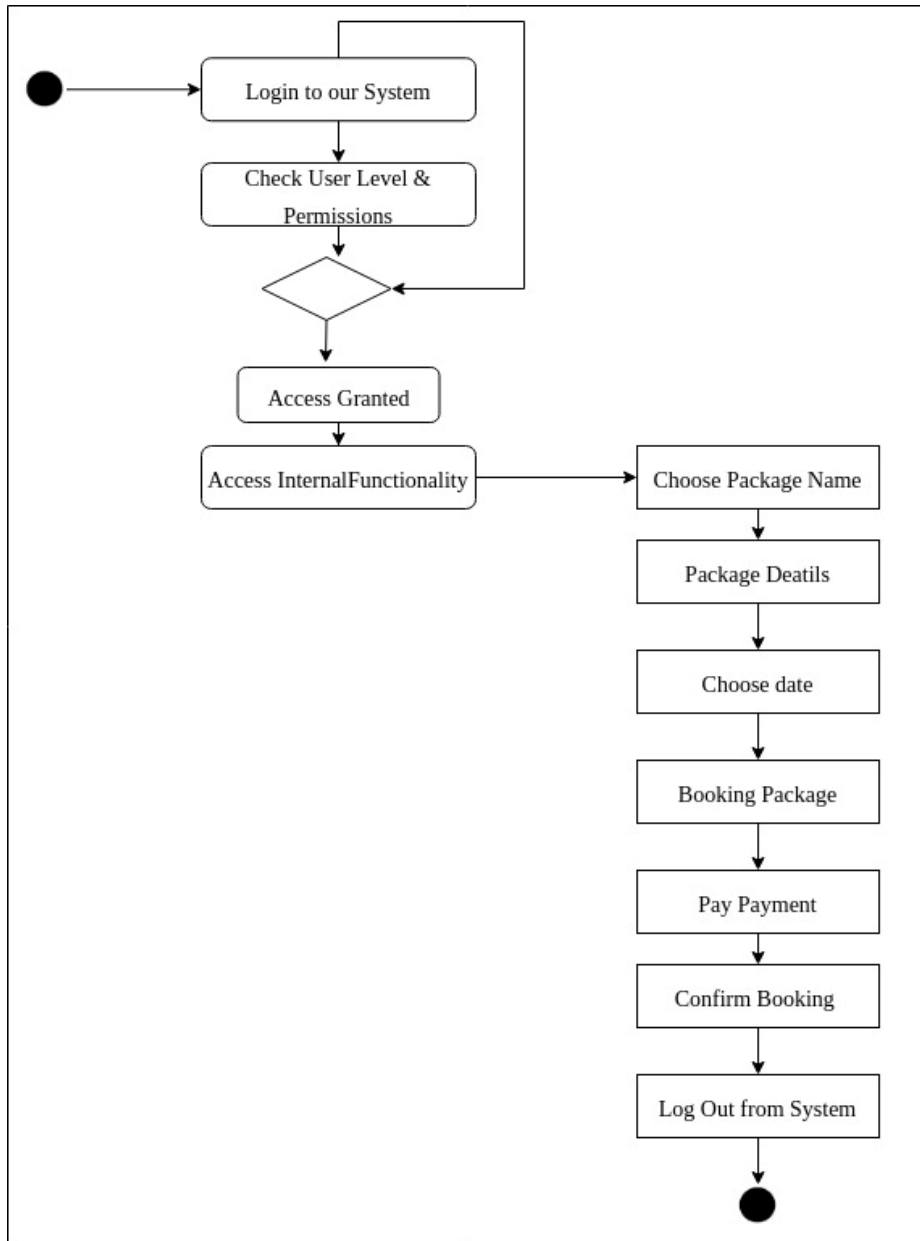 Login to our System
Check User Level &
Permissions
Access Granted
Access InternalFunctionality
Choose Package Name
Package Deatils
Choose date
Booking Package
Pay Payment
Confirm Booking
Log Out from System